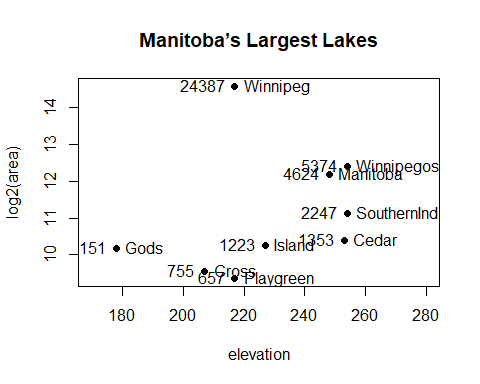 Manitoba's Largest Lakes
log2(area)
14
13
12
11
10
24387 Winnipeg
5374 Winnipegos
4624 Manitoba
2247 SouthernInd
1353 Cedar
1223 Island
151 Gods
755 Cross
657 Playgreen
180 200 220 240 260 280
elevation